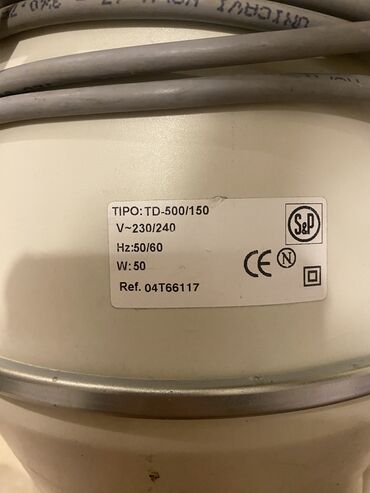 TIPO: TD-500/150
V~230/240
Hz:50/60
W: 50
Ref. 04T66117
S&P
CE N